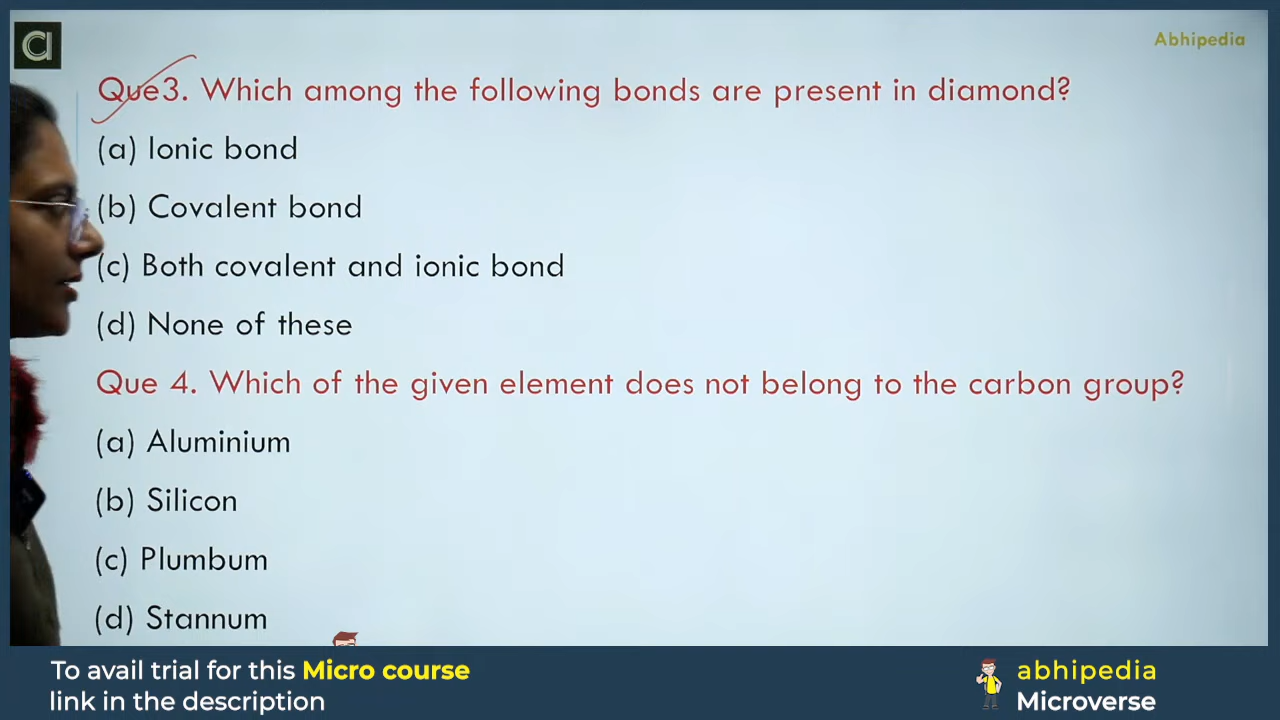 a
Abhipedia
Que3. Which among the following bonds are present in diamond?
(a) Ionic bond
(b) Covalent bond
(c) Both covalent and ionic bond
(d) None of these
Que 4. Which of the given element does not belong to the carbon group?
(a) Aluminium
(b) Silicon
(c) Plumbum
(d) Stannum
To avail trial for this Micro course
link in the description
abhipedia
Microverse